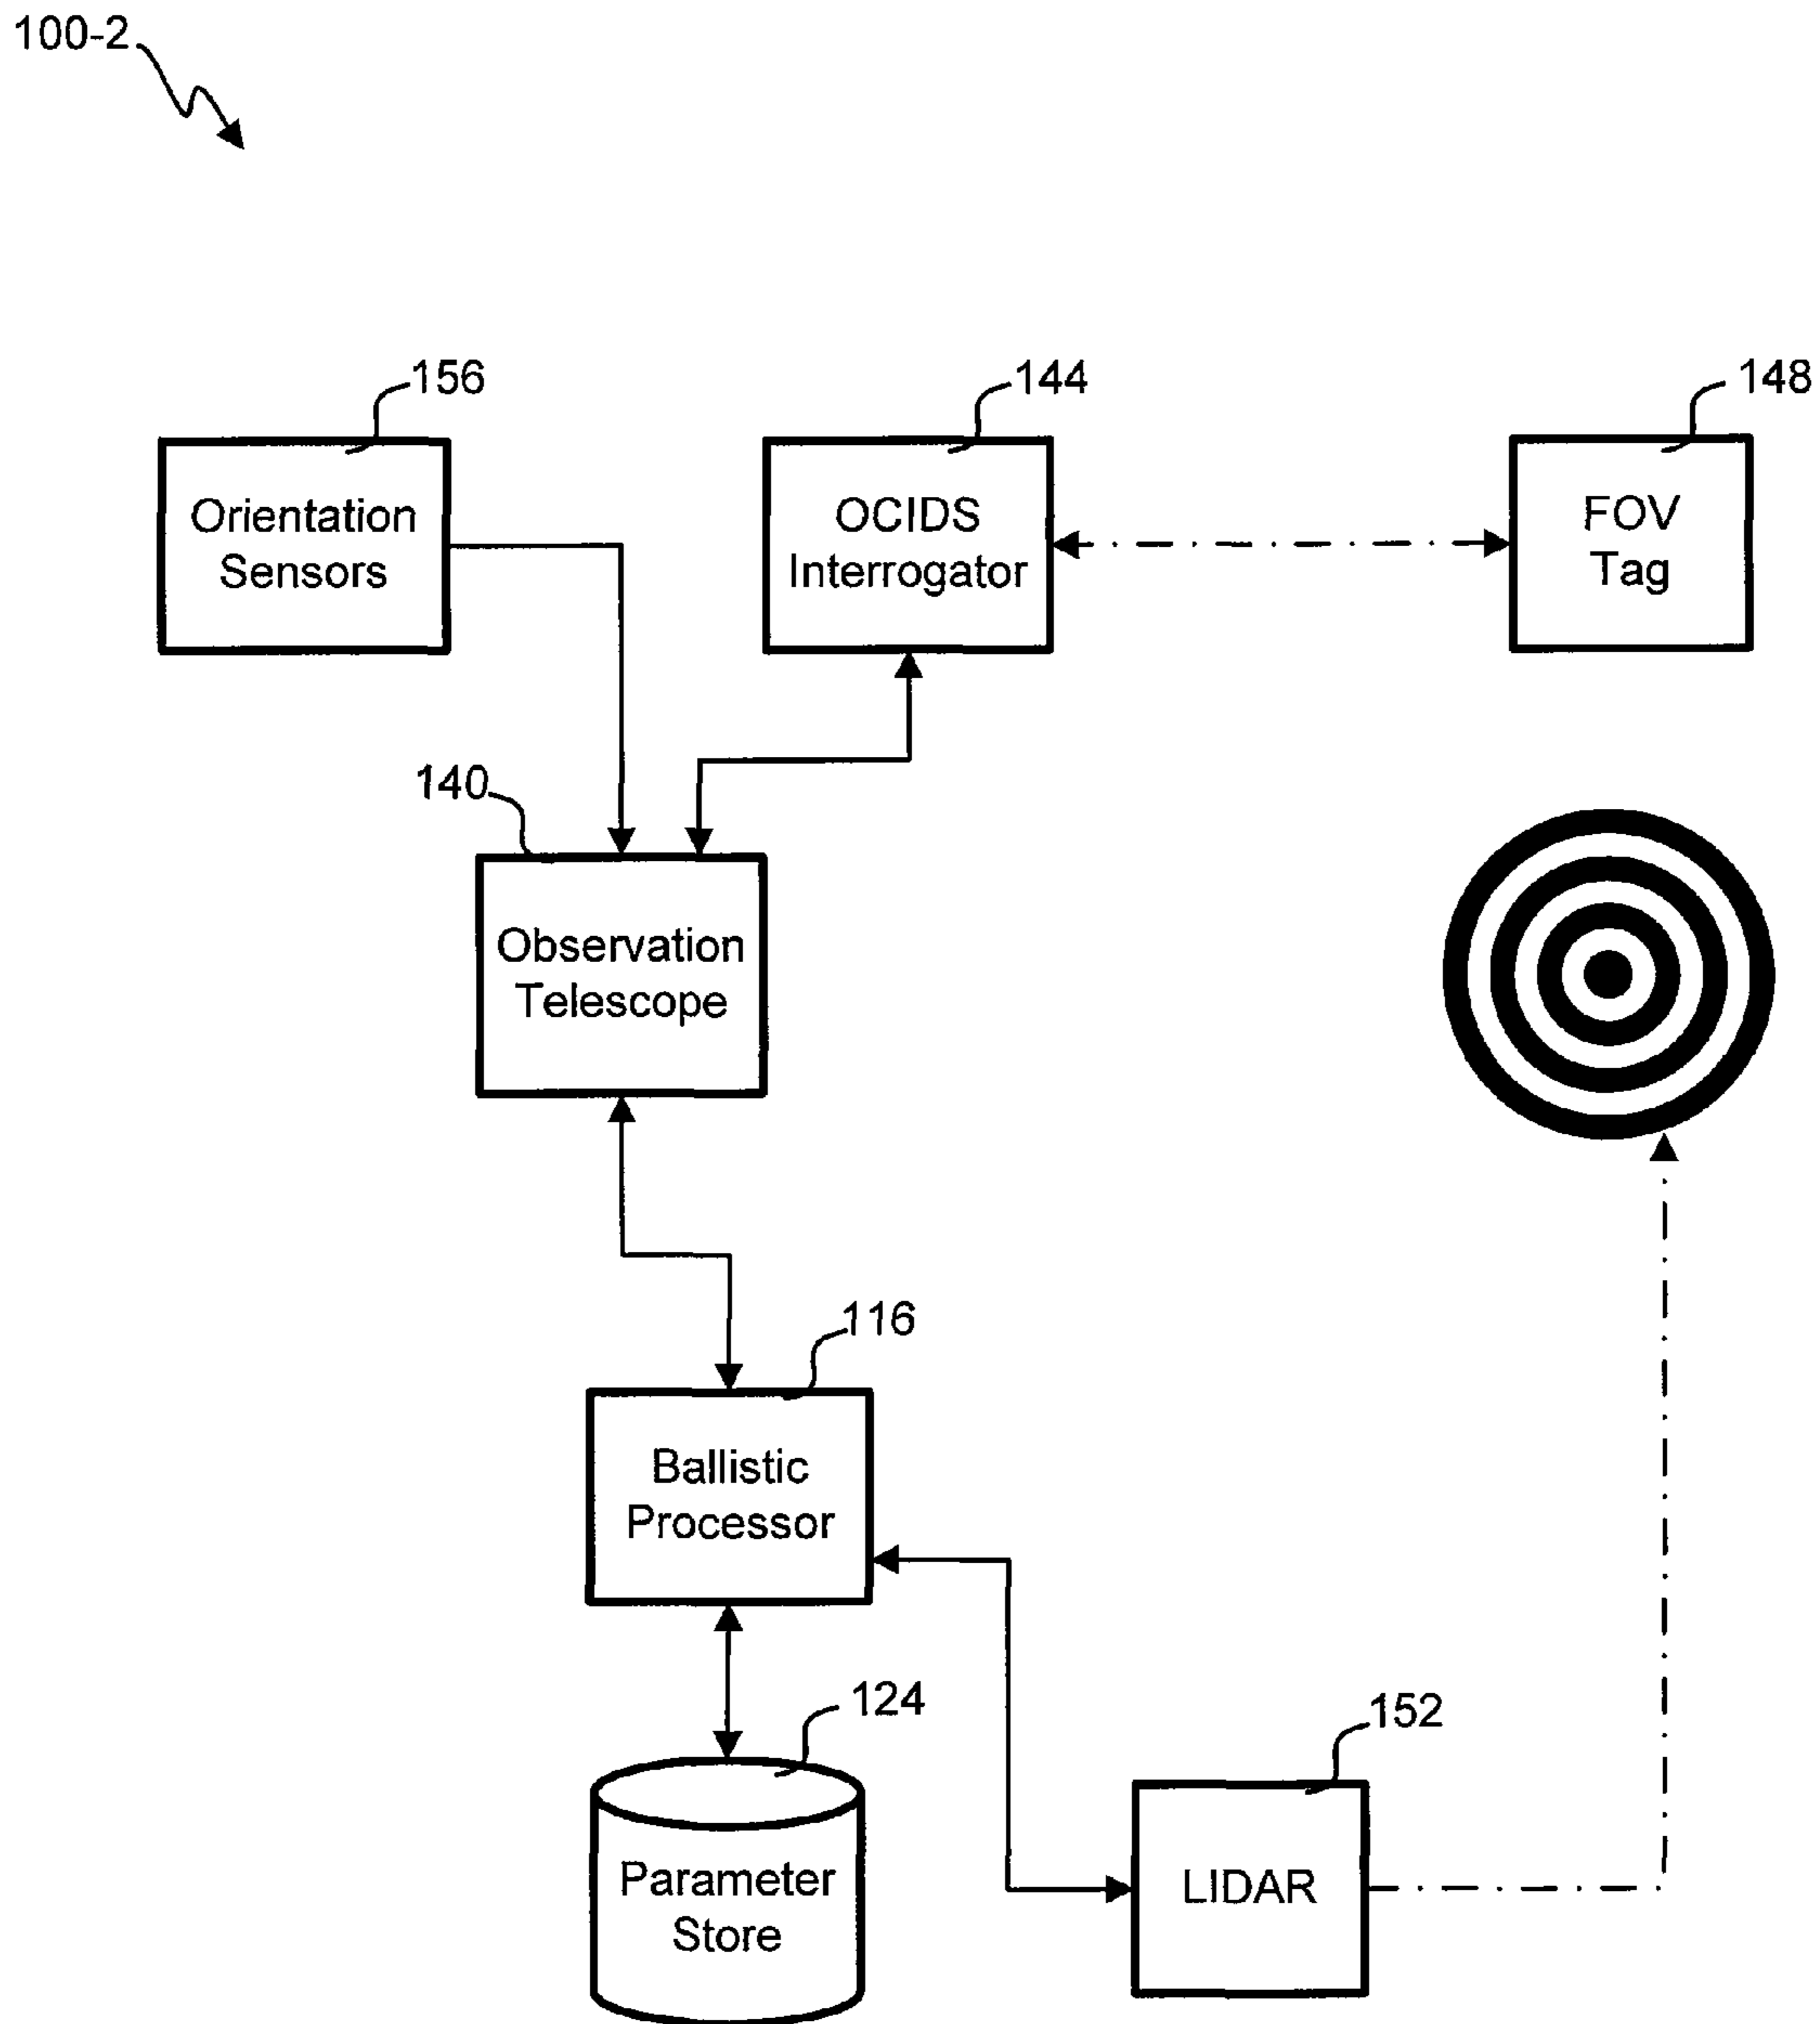 100-2
156
144
148
Orientation
Sensors
OCIDS
Interrogator
FOV
Tag
140
Observation
Telescope
116
Ballistic
Processor
124
152
Parameter
Store
LIDAR